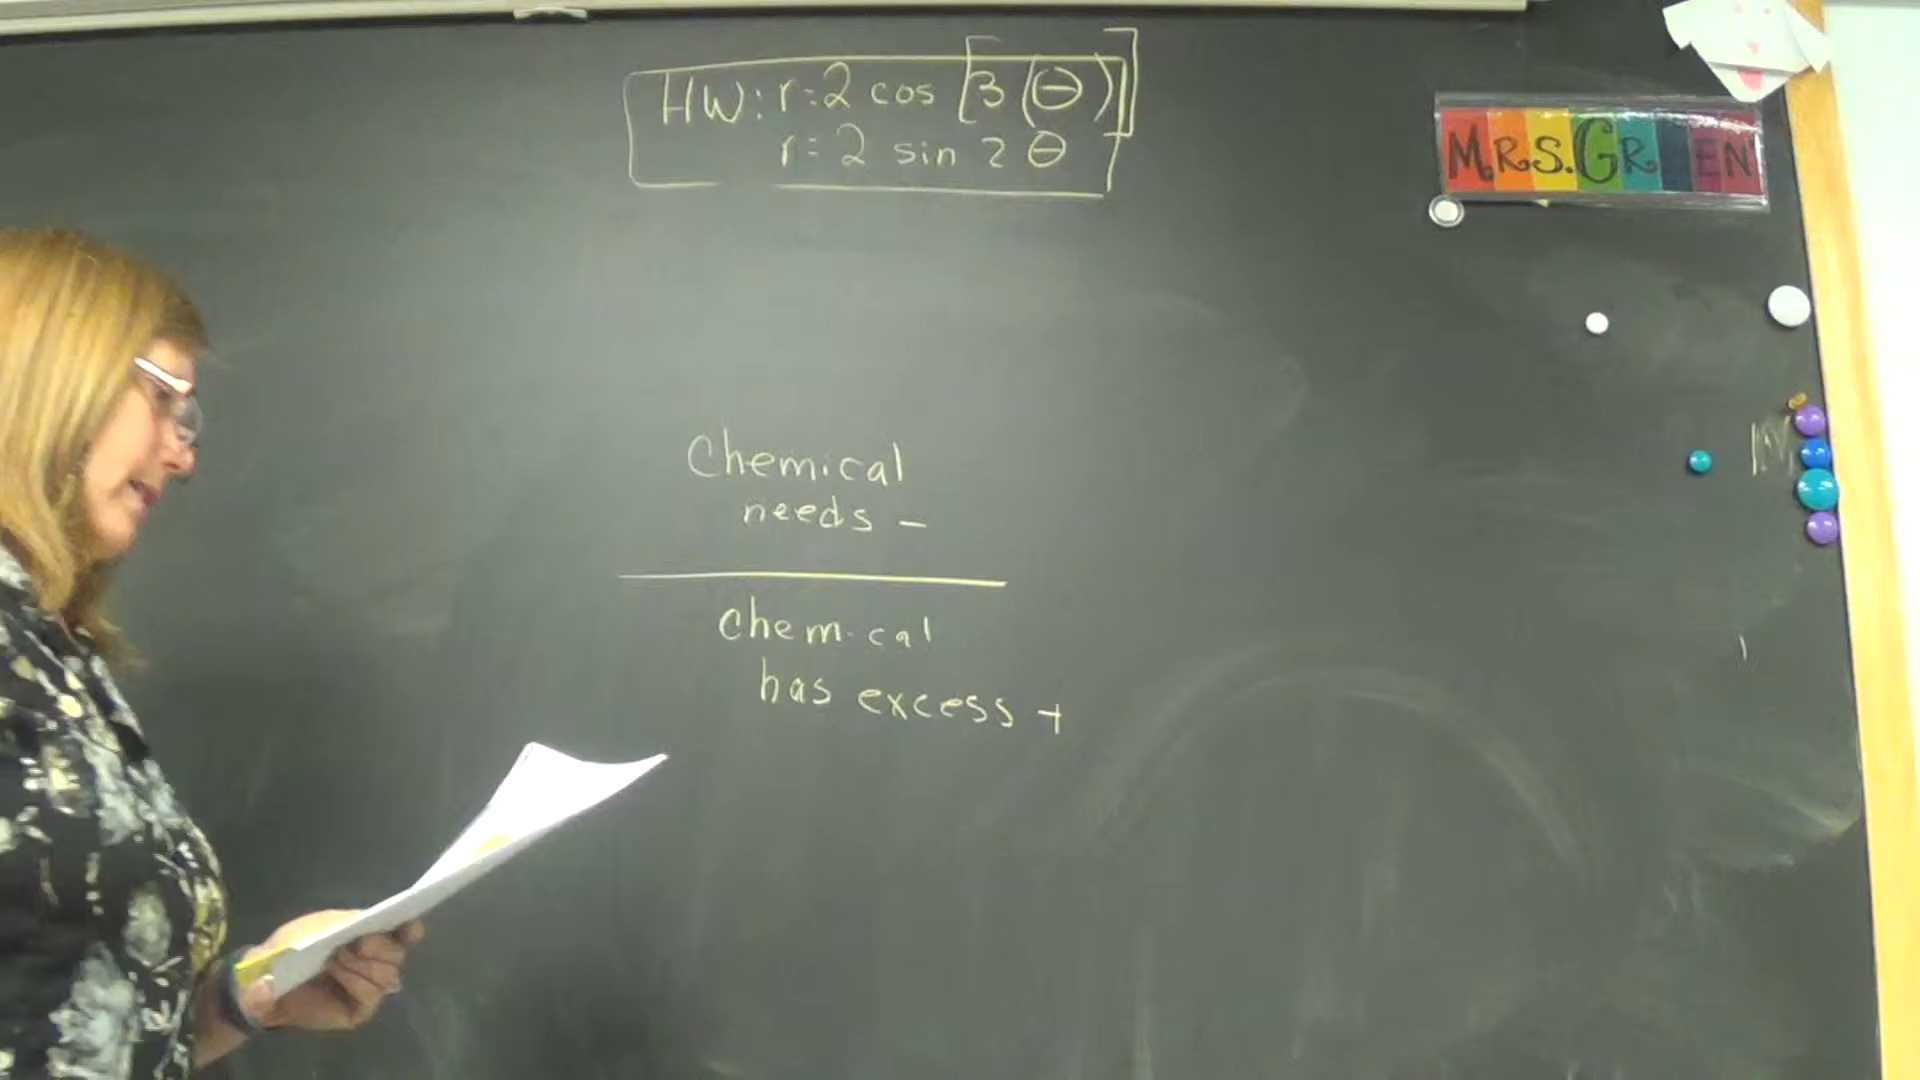 HW: r=2 cos [3(θ)]
r=2 sin 2θ
MRS. GREEN
Chemical
needs -
Chemical
has excess +